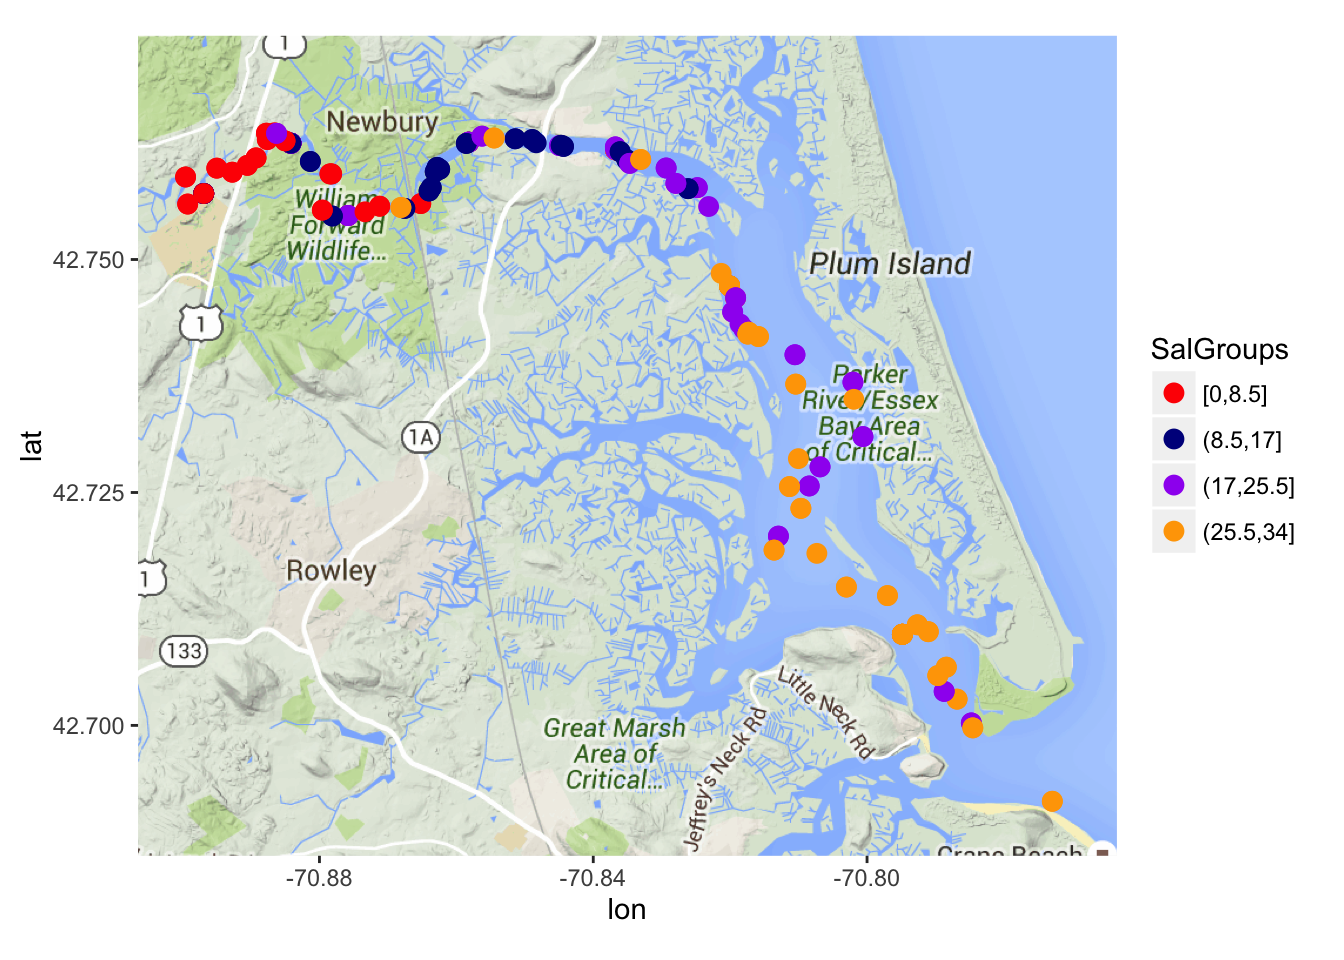 1
Newbury
William
Forward
Wildlife...
42.750
Plum Island
1
SalGroups
Parker
River/Essex
Bay Area
of Critical...
[0,8.5]
1A
(8.5,17]
lat
(17,25.5]
42.725
(25.5,34]
Rowley
1
133
Little Neck Rd
42.700
Great Marsh
Area of
Critical...
Jeffrey's Neck Rd
Crane Beach
-70.88
-70.84
-70.80
lon